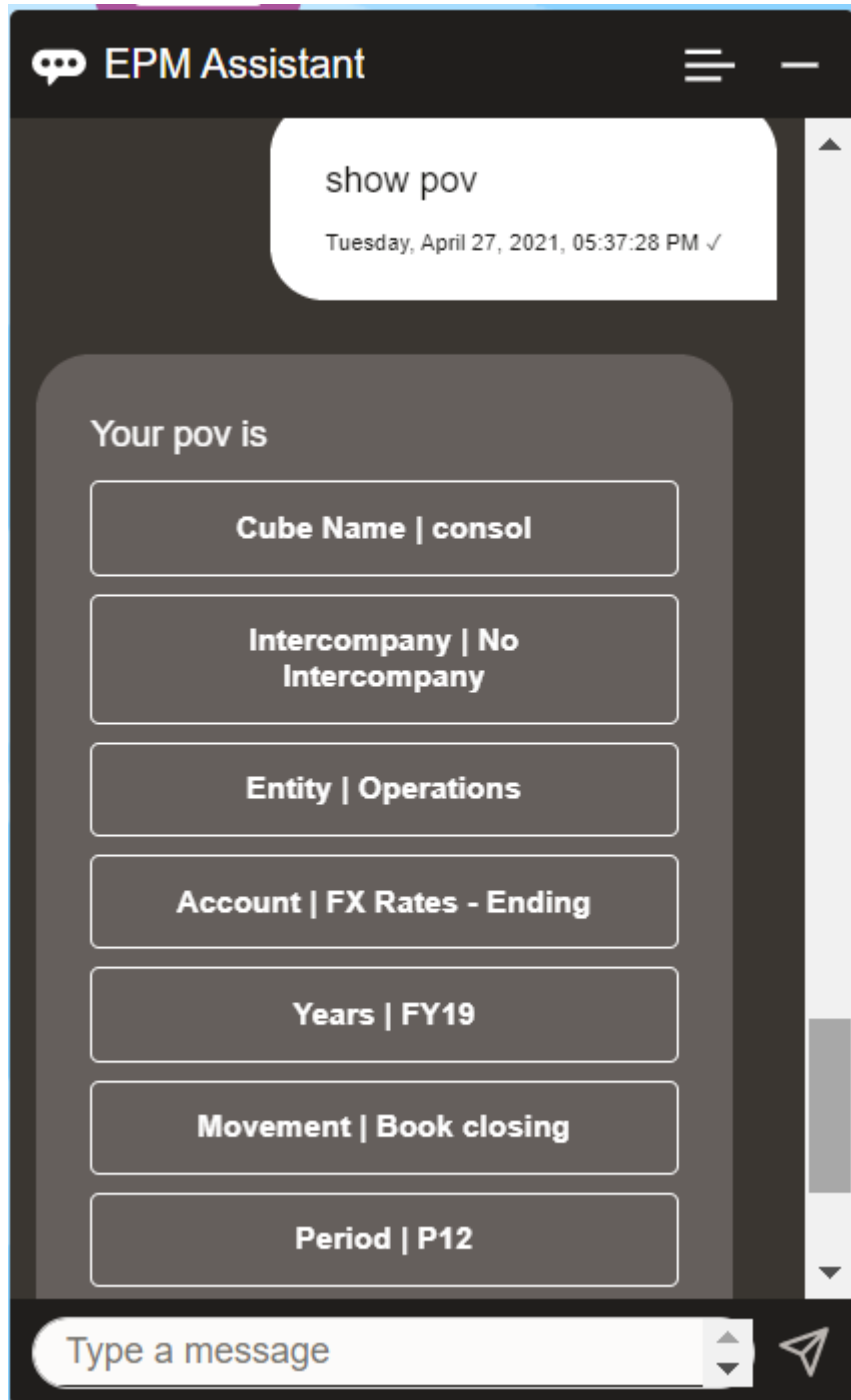 EPM Assistant
show pov
Tuesday, April 27, 2021, 05:37:28 PM ✓
Your pov is
Cube Name | consol
Intercompany | No
Intercompany
Entity | Operations
Account | FX Rates - Ending
Years | FY19
Movement | Book closing
Period | P12
Type a message